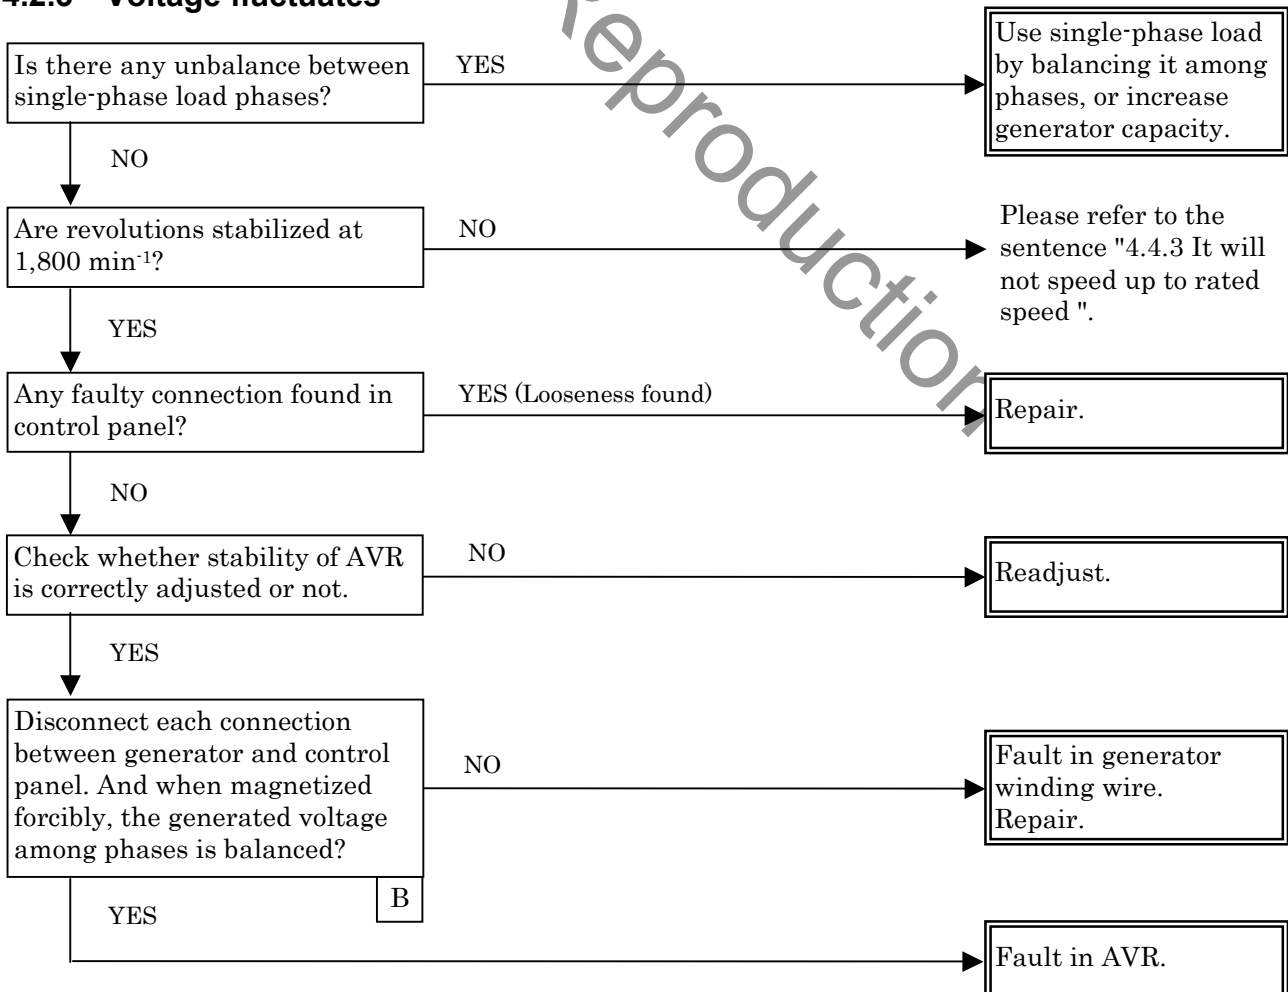 Voltage fluctuates
Is there any unbalance between
single-phase load phases?
YES
Use single-phase load
by balancing it among
phases, or increase
generator capacity.
NO
Are revolutions stabilized at
1,800 min⁻¹?
NO
Please refer to the
sentence "4.4.3 It will
not speed up to rated
speed ".
YES
Any faulty connection found in
control panel?
YES (Looseness found)
Repair.
NO
Check whether stability of AVR
is correctly adjusted or not.
NO
Readjust.
YES
Disconnect each connection
between generator and control
panel. And when magnetized
forcibly, the generated voltage
among phases is balanced?
B
NO
Fault in generator
winding wire.
Repair.
YES
Fault in AVR.
Reproduction